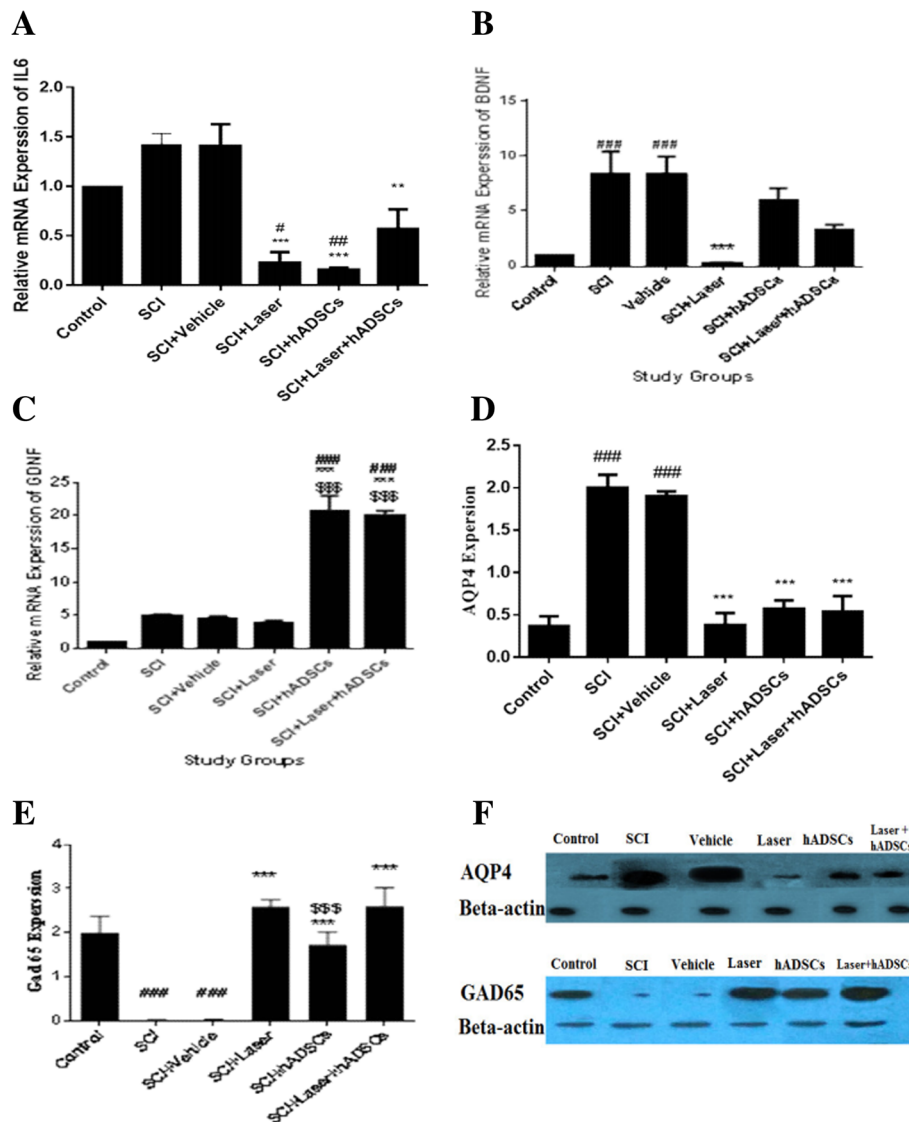 A
Relative mRNA Experssion of IL6
2.0
1.5
1.0
0.5
0.0
#
***
##
***
**
Control
SCI
SCI+Vehicle
SCI+Laser
SCI+hADSCs
SCI+Laser+hADSCs
B
Relative mRNA Experssion of BDNF
15
10
5
0
###
###
***
Control
SCI
Vehicle
SCI+Laser
SCI+hADSCs
SCI+Laser+hADSCs
Study Groups
C
Relative mRNA Experssion of GDNF
25
20
15
10
5
0
###
***
$$$
###
***
$$$
Control
SCI
SCI+Vehicle
SCI+Laser
SCI+hADSCs
SCI+Laser+hADSCs
Study Groups
D
AQP4 Expersion
2.5
2.0
1.5
1.0
0.5
0.0
###
###
***
***
***
Control
SCI
SCI+Vehicle
SCI+Laser
SCI+hADSCs
SCI+Laser+hADSCs
E
Gad65 Expersion
4
3
2
1
0
###
###
***
$$$
***
***
Control
SCI
SCI+Vehicle
SCI+Laser
SCI+hADSCs
SCI+Laser+hADSCs
F
Control SCI Vehicle Laser hADSCs Laser +
hADSCs
AQP4
Beta-actin
Control SCI Vehicle Laser hADSCs Laser+hADSCs
GAD65
Beta-actin